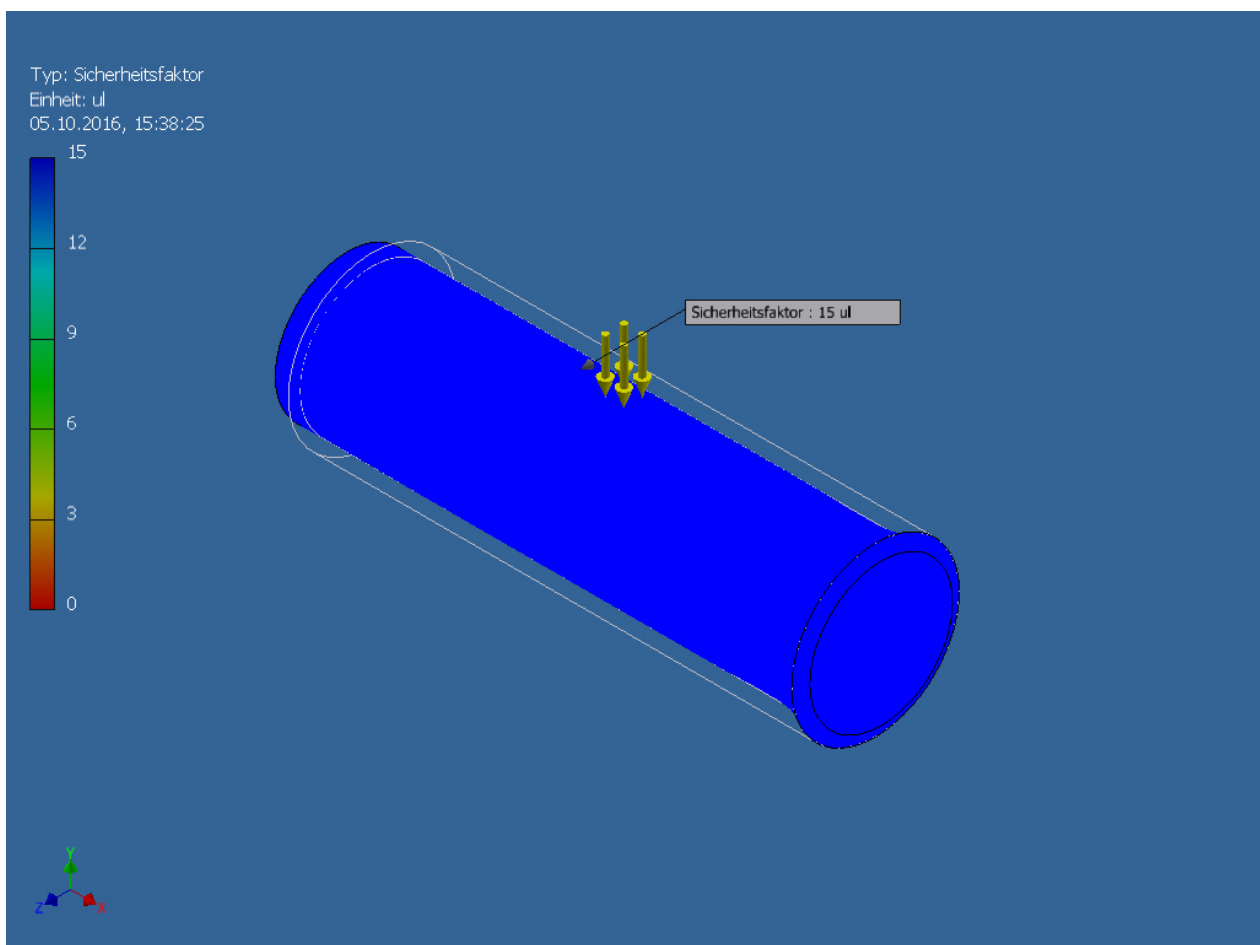 Typ: Sicherheitsfaktor
Einheit: ul
05.10.2016, 15:38:25
15
12
9
6
3
0
Sicherheitsfaktor : 15 ul
Y
Z
X